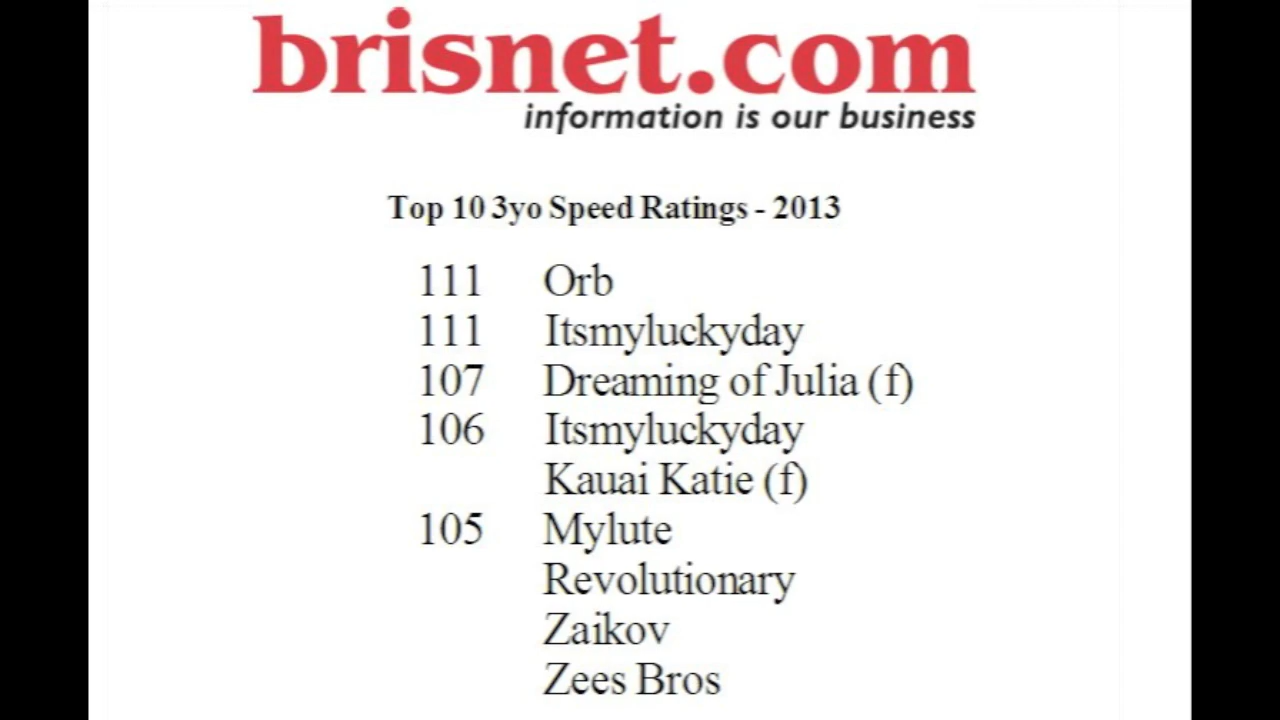 brisnet.com
information is our business
Top 10 3yo Speed Ratings - 2013
111 Orb
111 Itsmyluckyday
107 Dreaming of Julia (f)
106 Itsmyluckyday
Kauai Katie (f)
105 Mylute
Revolutionary
Zaikov
Zees Bros